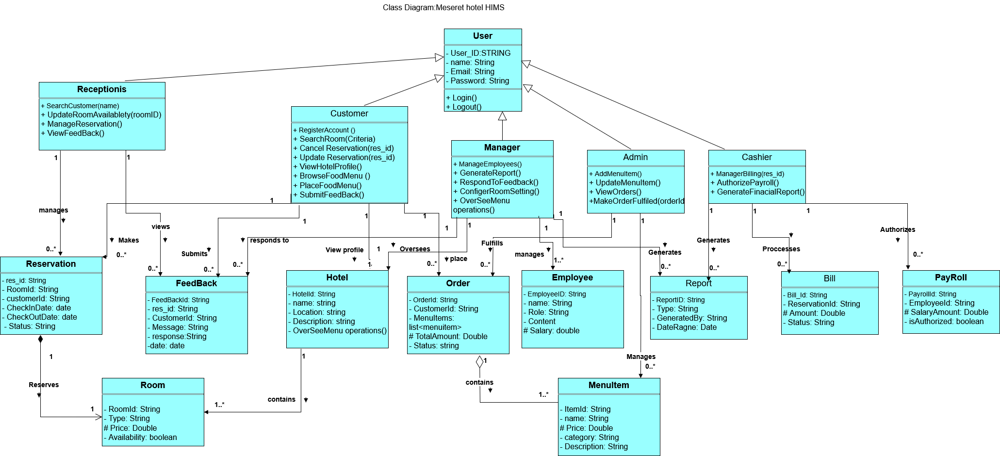 Class Diagram:Meseret hotel HIMS
User
- User_ID:STRING
- name: String
- Email: String
- Password: String
+ Login()
+ Logout()
Receptionis
+ SearchCustomer(name)
+ UpdateRoomAvailablety(roomID)
+ ManageReservation()
+ ViewFeedBack()
Customer
+ RegisterAccount ()
+ SearchRoom(Criteria)
+ Cancel Reservation(res_id)
+ Update Reservation(res_id)
+ ViewHotelProfile()
+ BrowseFoodMenu ()
+ PlaceFoodMenu()
+ SubmitFeedBack()
Manager
+ ManageEmployees()
+ GenerateReport()
+ RespondToFeedback()
+ ConfigerRoomSetting()
+ OverSeeMenu
operations()
Admin
+ AddMenuItem()
+ UpdateMenuItem()
+ ViewOrders()
+MakeOrderFulfiled(orderId
Cashier
+ ManagerBilling(res_id)
+ AuthorizePayroll()
+ GenerateFinacialReport()
1
manages
0..*
1
views
0..*
1
Makes
0..*
1
Submits
0..*
1
View profile
1
1
place
0..*
1
responds to
0..*
1
Oversees
1
1
manages
1..*
1
Generates
0..*
1
Fulfills
0..*
1
Manages
0..*
1
Generates
0..*
1
Proccesses
0..*
1
Authorizes
0..*
Reservation
- res_id: String
- RoomId: String
- customerId: String
- CheckInDate: date
- CheckOutDate: date
- Status: String
FeedBack
- FeedBackId: String
- res_id: String
- CustomerId: String
- Message: String
- response:String
-date: date
Hotel
- HotelId: String
- name: string
- Location: string
- Description: string
- OverSeeMenu operations()
Order
- OrderId: String
- CustomerId: String
- MenuItems:
list<menuitem>
# TotalAmount: Double
- Status: string
Employee
- EmployeeID: String
- name: String
- Role: String
- Content
# Salary: double
Report
- ReportID: String
- Type: String
- GeneratedBy: String
- DateRagne: Date
Bill
- Bill_Id: String
- ReservationId: String
# Amount: Double
- Status: String
PayRoll
- PayrollId: String
- EmployeeId: String
# SalaryAmount: Double
- isAuthorized: boolean
1
Reserves
1
1
contains
1..*
1
contains
1..*
Room
- RoomId: String
- Type: String
# Price: Double
- Availability: boolean
MenuItem
- ItemId: String
- name: String
# Price: Double
- category: String
- Description: String